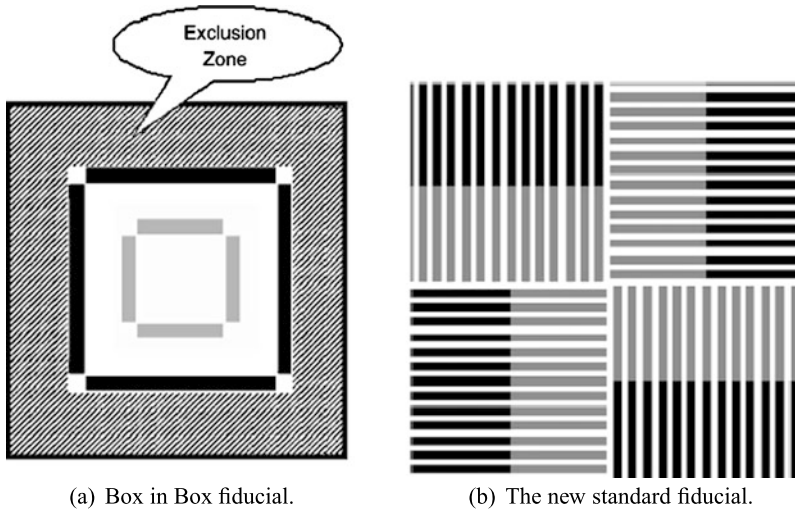 Exclusion
Zone
(a) Box in Box fiducial.
(b) The new standard fiducial.